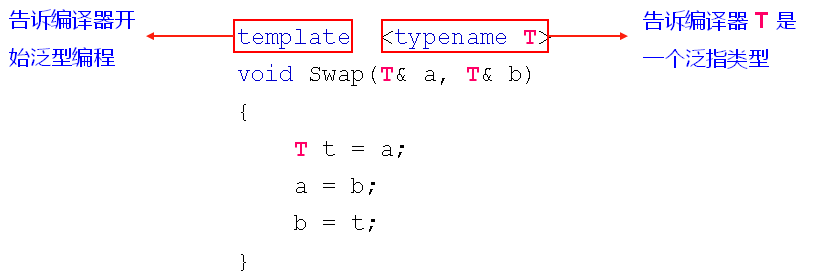 告诉编译器开
始泛型编程
template <typename T>
告诉编译器 T 是
一个泛指类型
void Swap(T& a, T& b)
{
T t = a;
a = b;
b = t;
}